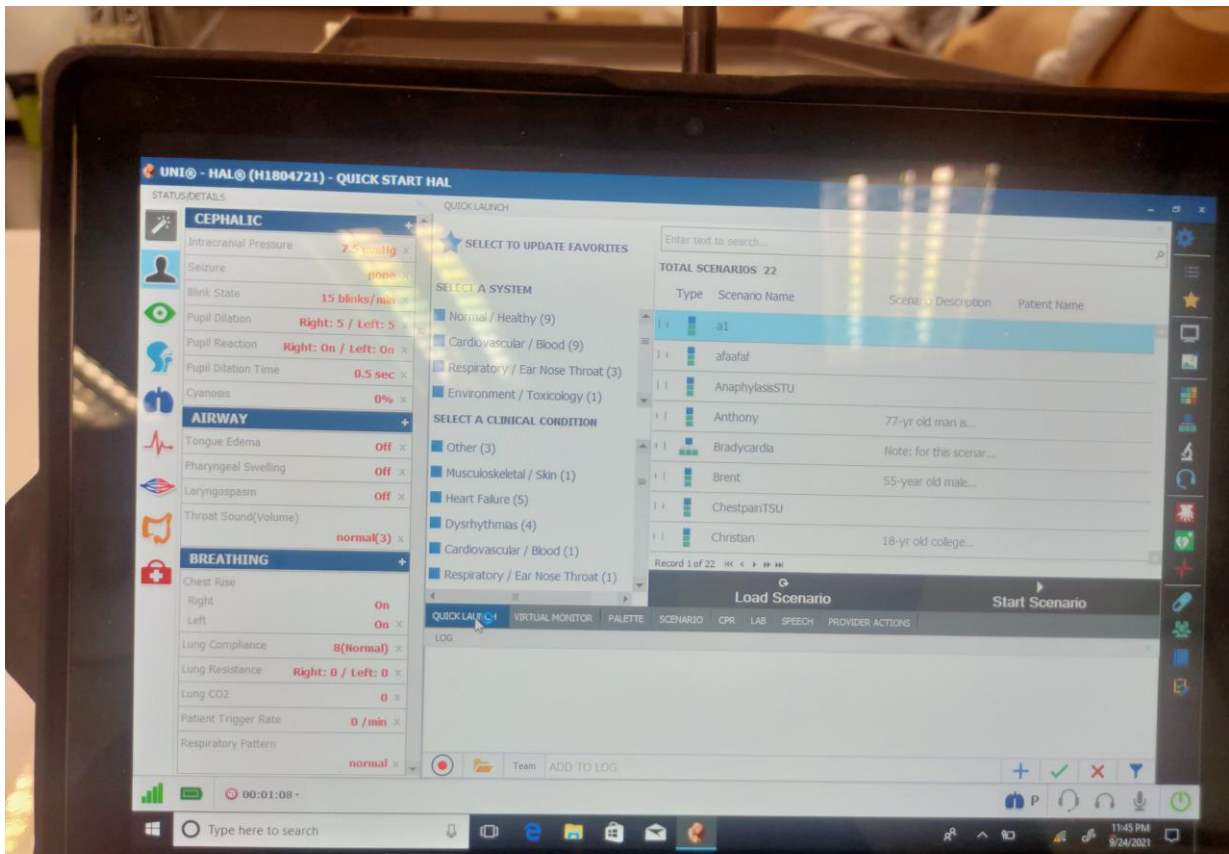 UNI® - HAL® (H1804721) - QUICK START HAL
STATUS/DETAILS
CEPHALIC +
Intracranial Pressure 7.5 mmHg ×
Seizure none ×
Blink State 15 blinks/min ×
Pupil Dilation Right: 5 / Left: 5 ×
Pupil Reaction Right: On / Left: On ×
Pupil Dilation Time 0.5 sec ×
Cyanosis 0% ×
AIRWAY +
Tongue Edema Off ×
Pharyngeal Swelling Off ×
Laryngospasm Off ×
Throat Sound(Volume)
normal(3) ×
BREATHING +
Chest Rise
Right On
Left On ×
Lung Compliance 8(Normal) ×
Lung Resistance Right: 0 / Left: 0 ×
Lung CO2 0 ×
Patient Trigger Rate 0 /min ×
Respiratory Pattern
normal ×
QUICK LAUNCH
SELECT TO UPDATE FAVORITES
SELECT A SYSTEM
Normal / Healthy (9)
Cardiovascular / Blood (9)
Respiratory / Ear Nose Throat (3)
Environment / Toxicology (1)
SELECT A CLINICAL CONDITION
Other (3)
Musculoskeletal / Skin (1)
Heart Failure (5)
Dysrhythmias (4)
Cardiovascular / Blood (1)
Respiratory / Ear Nose Throat (1)
Enter text to search...
TOTAL SCENARIOS 22
Type Scenario Name Scenario Description Patient Name
a1
afaafaf
AnaphylasisSTU
Anthony 77-yr old man is...
Bradycardia Note: for this scenar...
Brent 55-year old male...
ChestpainTSU
Christian 18-yr old college...
Record 1 of 22
Load Scenario Start Scenario
QUICK LAUNCH VIRTUAL MONITOR PALETTE SCENARIO CPR LAB SPEECH PROVIDER ACTIONS
LOG
Team ADD TO LOG
00:01:08
P
Type here to search
11:45 PM
9/24/2021